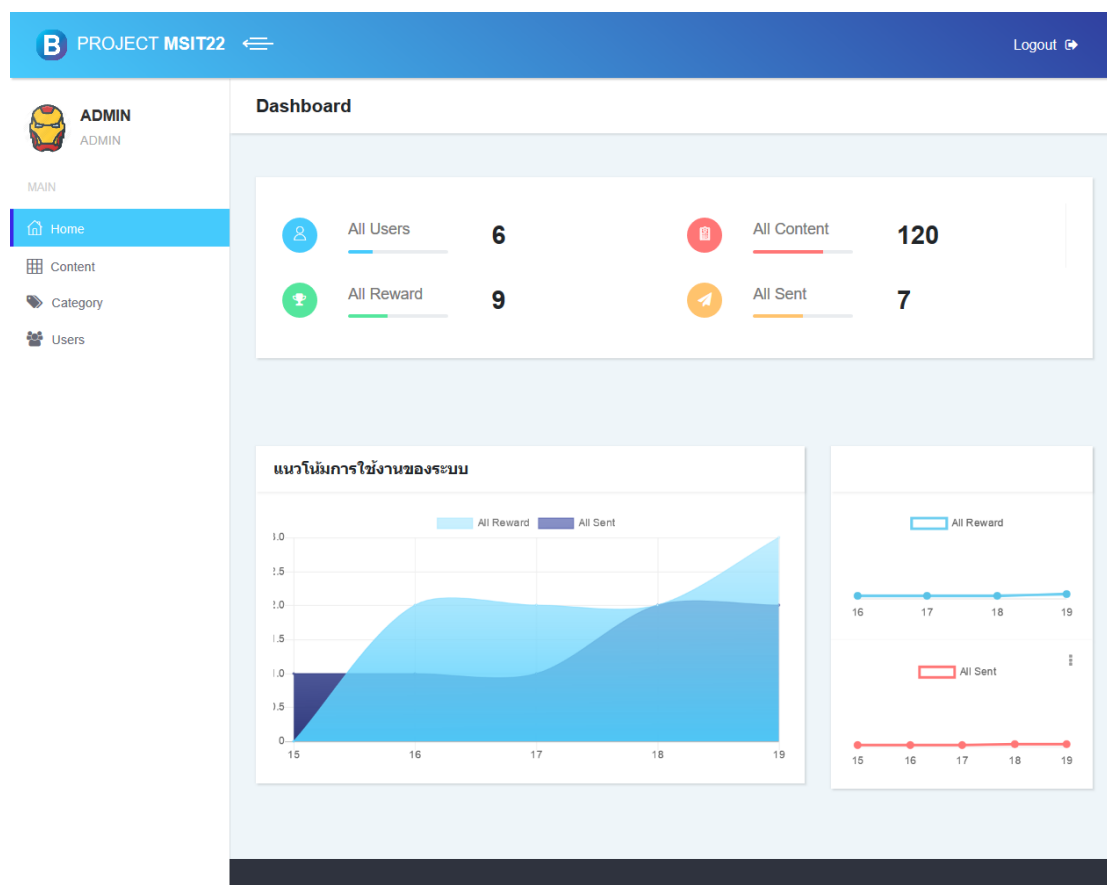 B PROJECT MSIT22 Logout
ADMIN
ADMIN
MAIN
Home
Content
Category
Users
Dashboard
All Users 6
All Content 120
All Reward 9
All Sent 7
แนวโน้มการใช้งานของระบบ
All Reward All Sent
2.0
0
15 16 17 18 19
All Reward
16 17 18 19
All Sent
15 16 17 18 19